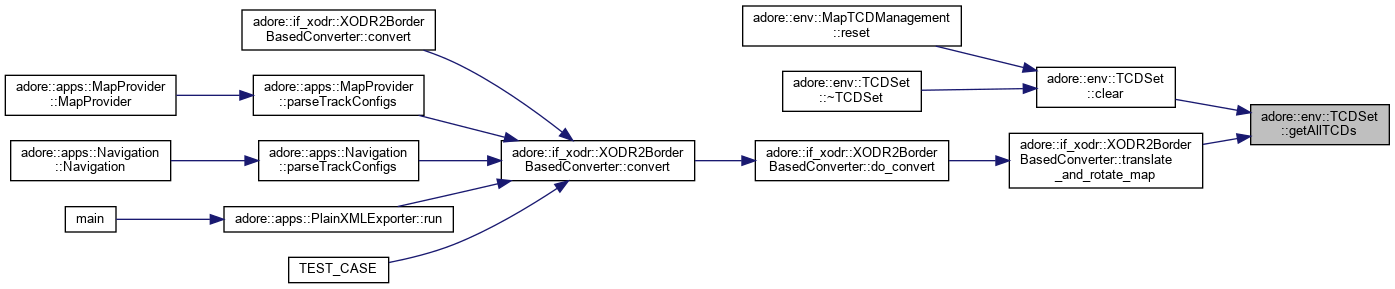 adore::if_xodr::XODR2Border
BasedConverter::convert
adore::apps::MapProvider
::MapProvider
adore::apps::MapProvider
::parseTrackConfigs
adore::apps::Navigation
::Navigation
adore::apps::Navigation
::parseTrackConfigs
main
adore::apps::PlainXMLExporter::run
TEST_CASE
adore::if_xodr::XODR2Border
BasedConverter::convert
adore::env::MapTCDManagement
::reset
adore::env::TCDSet
::~TCDSet
adore::if_xodr::XODR2Border
BasedConverter::do_convert
adore::env::TCDSet
::clear
adore::if_xodr::XODR2Border
BasedConverter::translate
_and_rotate_map
adore::env::TCDSet
::getAllTCDs